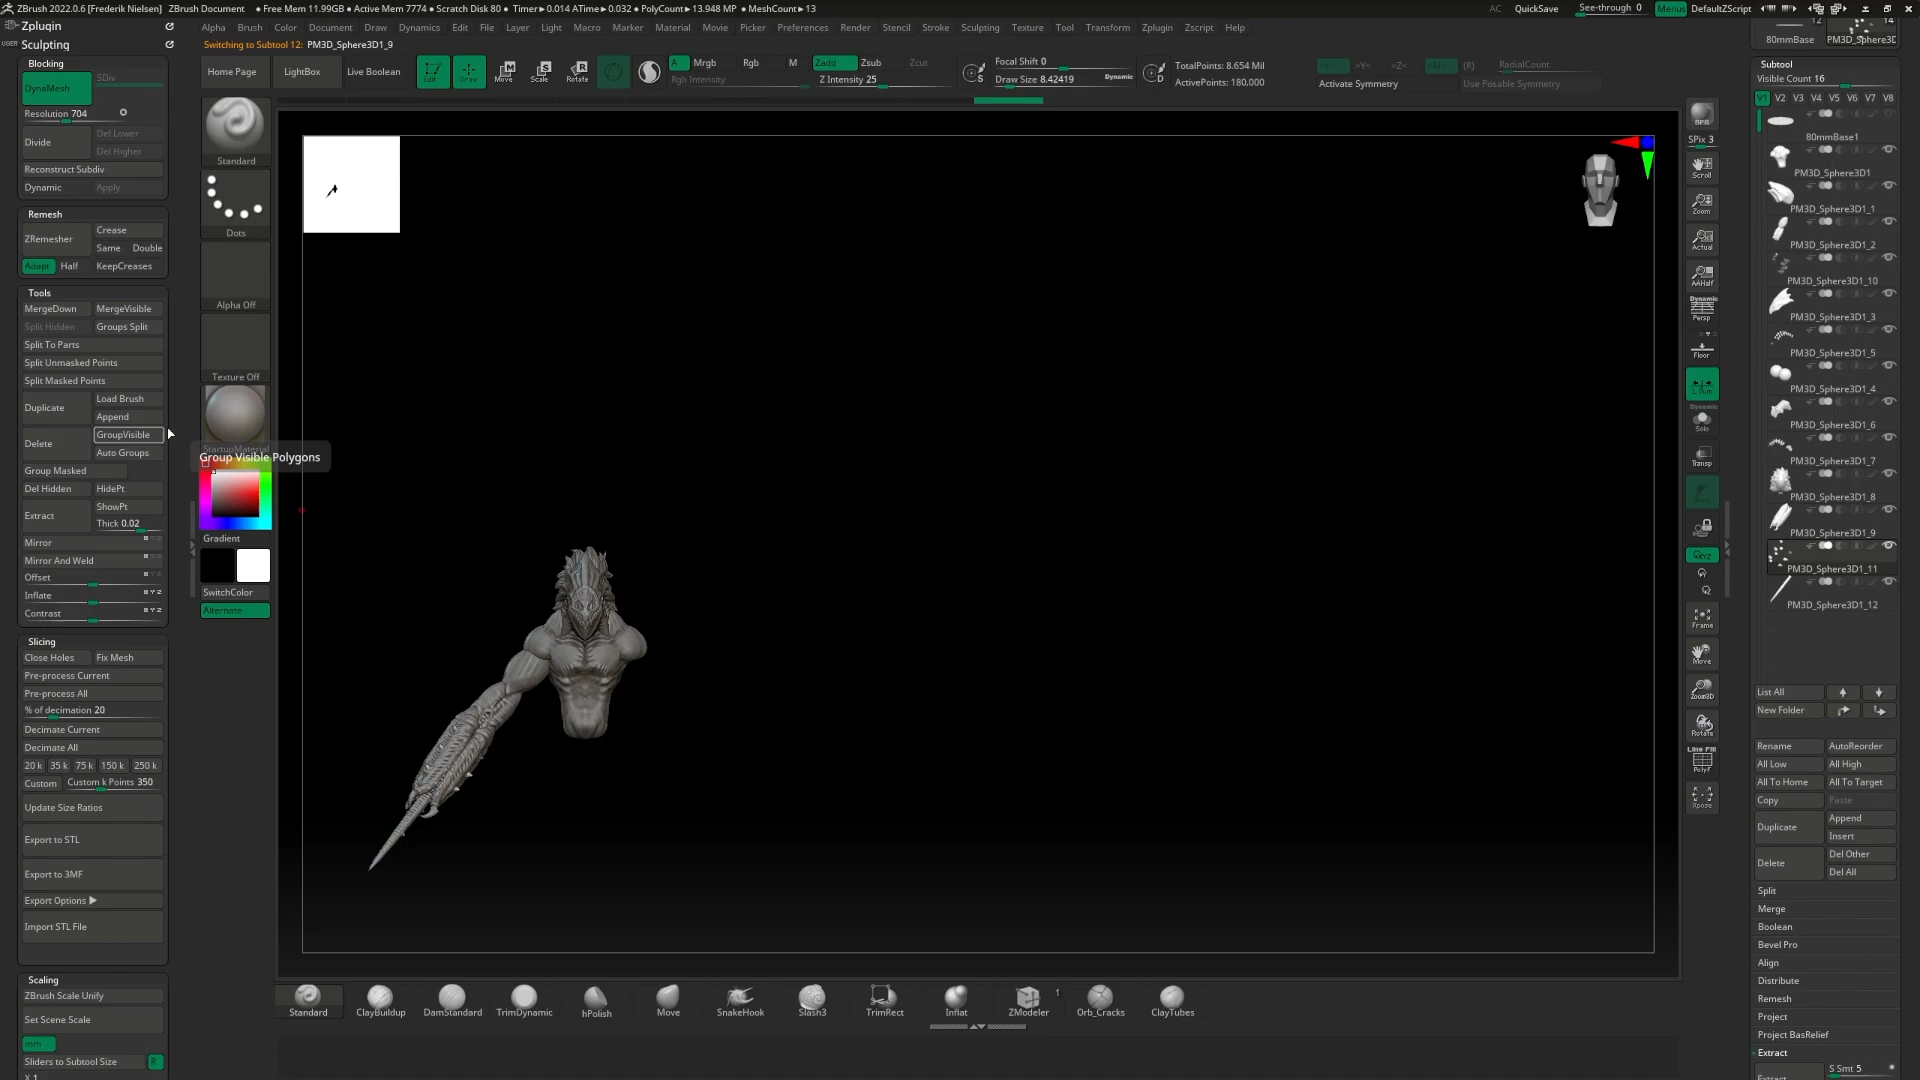 ZBrush 2022.0.6 [Frederik Nielsen] ZBrush Document • Free Mem 11.99GB • Active Mem 7774 • Scratch Disk 80 • Timer▸0.014 ATime▸0.032 • PolyCount▸13.948 MP • MeshCount▸13
AC QuickSave See-through 0 Menus DefaultZScript
Zplugin
Alpha Brush Color Document Draw Dynamics Edit File Layer Light Macro Marker Material Movie Picker Preferences Render Stencil Stroke Sculpting Texture Tool Transform Zplugin Zscript Help
Sculpting
Switching to Subtool 12: PM3D_Sphere3D1_9
Home Page LightBox Live Boolean Edit Draw Move Scale Rotate
A Mrgb Rgb M Zadd Zsub Zcut
Rgb Intensity Z Intensity 25
Focal Shift 0
Draw Size 8.42419 Dynamic
TotalPoints: 8.654 Mil
ActivePoints: 180,000
>Y< >Z< (R) RadialCount
Activate Symmetry Use Posable Symmetry
Blocking
DynaMesh SDiv
Resolution 704
Divide Del Lower
Del Higher
Reconstruct Subdiv
Dynamic Apply
Remesh
ZRemesher Crease
Same Double
Adapt Half KeepCreases
Tools
MergeDown MergeVisible
Split Hidden Groups Split
Split To Parts
Split Unmasked Points
Split Masked Points
Duplicate Load Brush
Append
Delete GroupVisible
Auto Groups
Group Masked
Del Hidden HidePt
Extract ShowPt
Thick 0.02
Mirror
Mirror And Weld
Offset
Inflate
Contrast
Slicing
Close Holes Fix Mesh
Pre-process Current
Pre-process All
% of decimation 20
Decimate Current
Decimate All
20 k 35 k 75 k 150 k 250 k
Custom Custom k Points 350
Update Size Ratios
Export to STL
Export to 3MF
Export Options ▶
Import STL File
Scaling
ZBrush Scale Unify
Set Scene Scale
mm
Sliders to Subtool Size R
X 1
Standard
Dots
Alpha Off
Texture Off
StartupMaterial
Group Visible Polygons
Gradient
SwitchColor
Alternate
Standard ClayBuildup DamStandard TrimDynamic hPolish Move SnakeHook Slash3 TrimRect Inflat ZModeler 1 Orb_Cracks ClayTubes
BPR
SPix 3
Scroll
Zoom
Actual
AAHalf
Dynamic
Persp
Floor
Dynamic
Solo
Transp
Frame
Move
Zoom3D
Rotate
Line Fill
PolyF
Xpose
12 14
80mmBase PM3D_Sphere3D
Subtool
Visible Count 16
V1 V2 V3 V4 V5 V6 V7 V8
80mmBase1
PM3D_Sphere3D1
PM3D_Sphere3D1_1
PM3D_Sphere3D1_2
PM3D_Sphere3D1_10
PM3D_Sphere3D1_3
PM3D_Sphere3D1_5
PM3D_Sphere3D1_4
PM3D_Sphere3D1_6
PM3D_Sphere3D1_7
PM3D_Sphere3D1_8
PM3D_Sphere3D1_9
PM3D_Sphere3D1_11
PM3D_Sphere3D1_12
List All
New Folder
Rename AutoReorder
All Low All High
All To Home All To Target
Copy Paste
Duplicate Append
Insert
Delete Del Other
Del All
Split
Merge
Boolean
Bevel Pro
Align
Distribute
Remesh
Project
Project BasRelief
Extract
S Smt 5
Extract